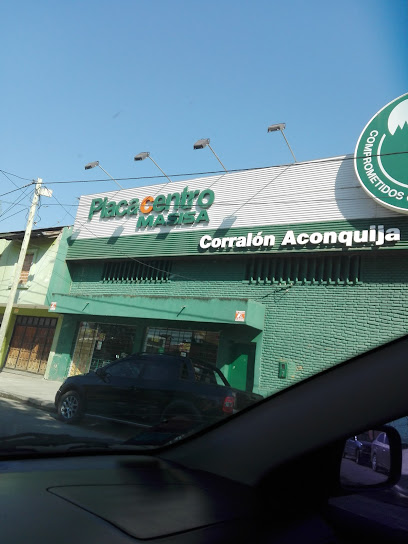 Placacentro
MASISA
Corralón Aconquija
COMPROMETIDOS